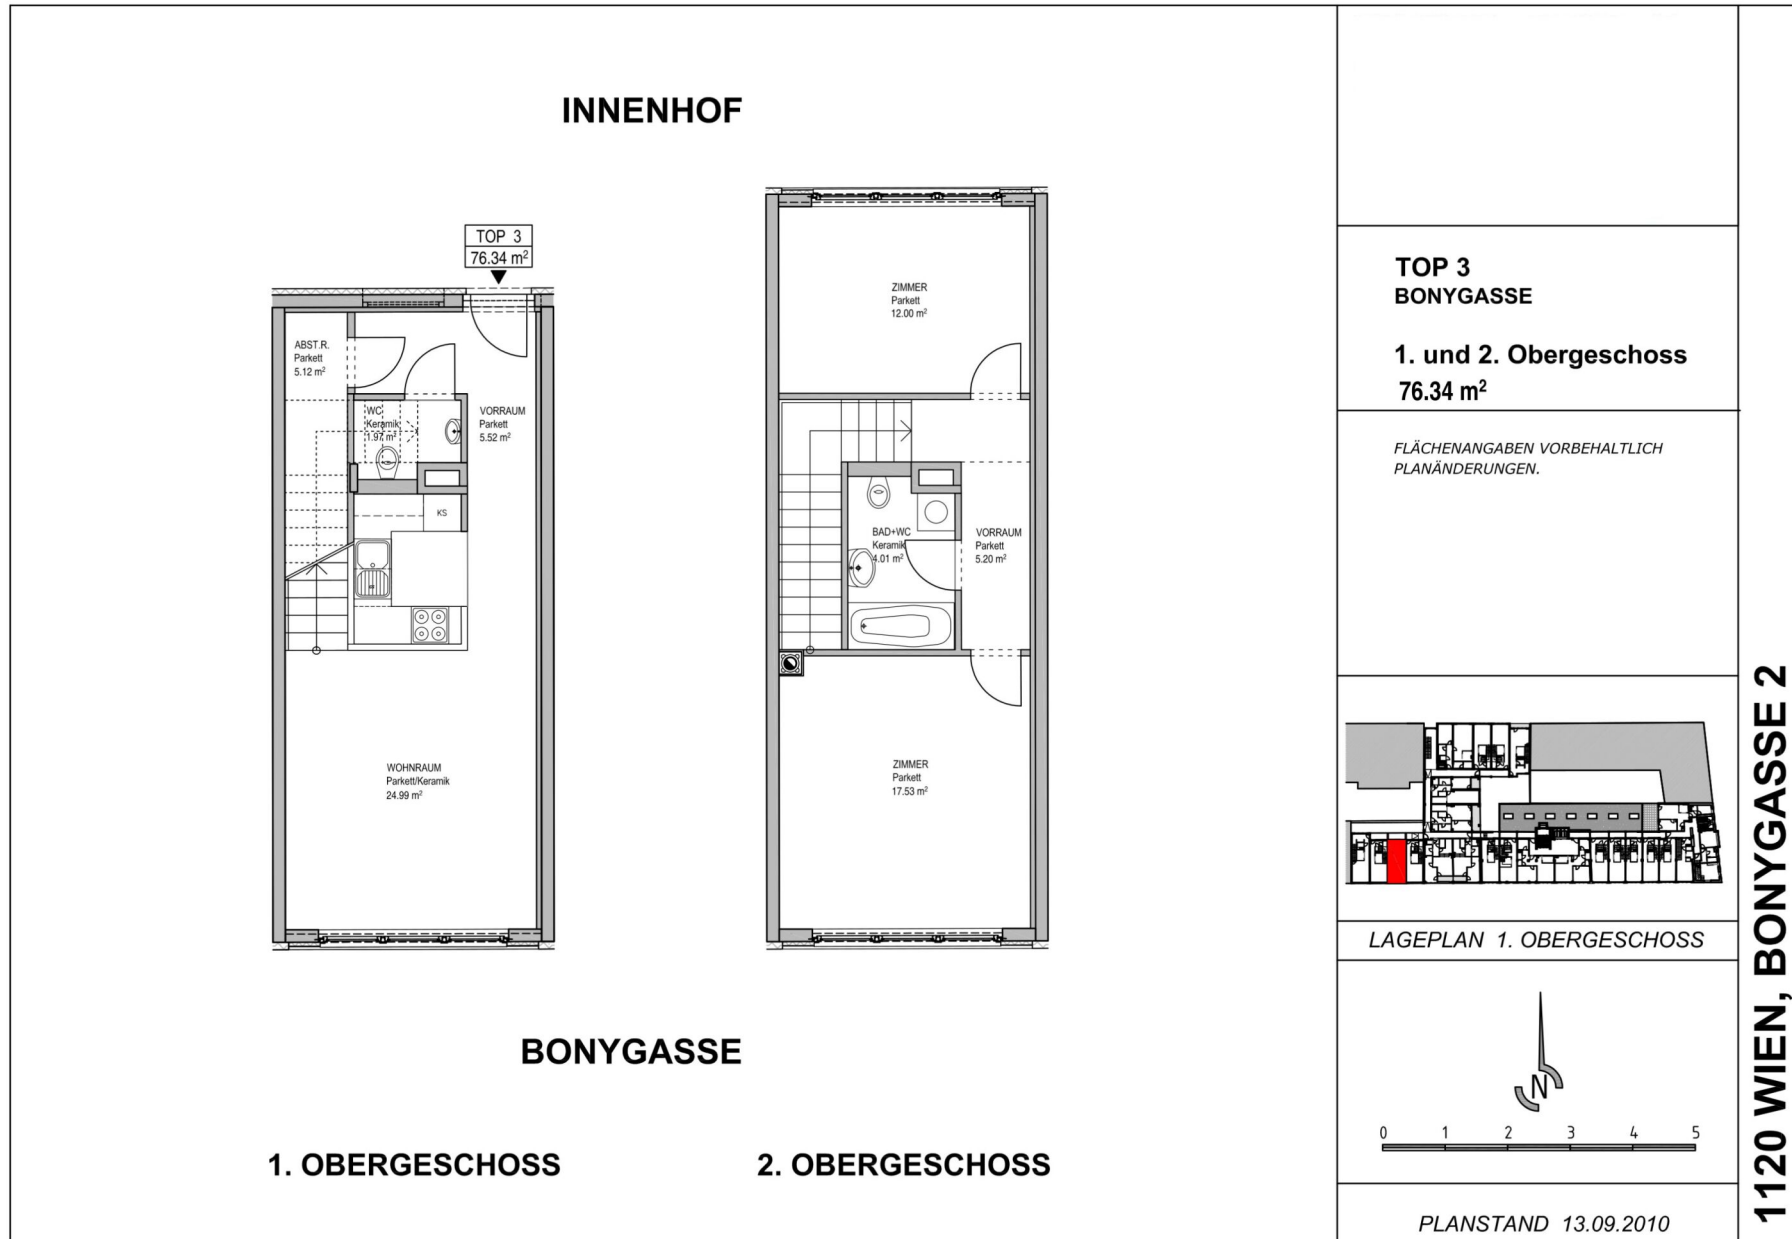 INNENHOF
TOP 3
76.34 m²
ABST.R.
Parkett
5.12 m²
WC
Keramik
1.97 m²
VORRAUM
Parkett
5.52 m²
KS
WOHNRAUM
Parkett/Keramik
24.99 m²
ZIMMER
Parkett
12.00 m²
BAD+WC
Keramik
4.01 m²
VORRAUM
Parkett
5.20 m²
ZIMMER
Parkett
17.53 m²
BONYGASSE
1. OBERGESCHOSS
2. OBERGESCHOSS
TOP 3
BONYGASSE
1. und 2. Obergeschoss
76.34 m²
FLÄCHENANGABEN VORBEHALTLICH
PLANÄNDERUNGEN.
LAGEPLAN 1. OBERGESCHOSS
N
0 1 2 3 4 5
PLANSTAND 13.09.2010
1120 WIEN, BONYGASSE 2